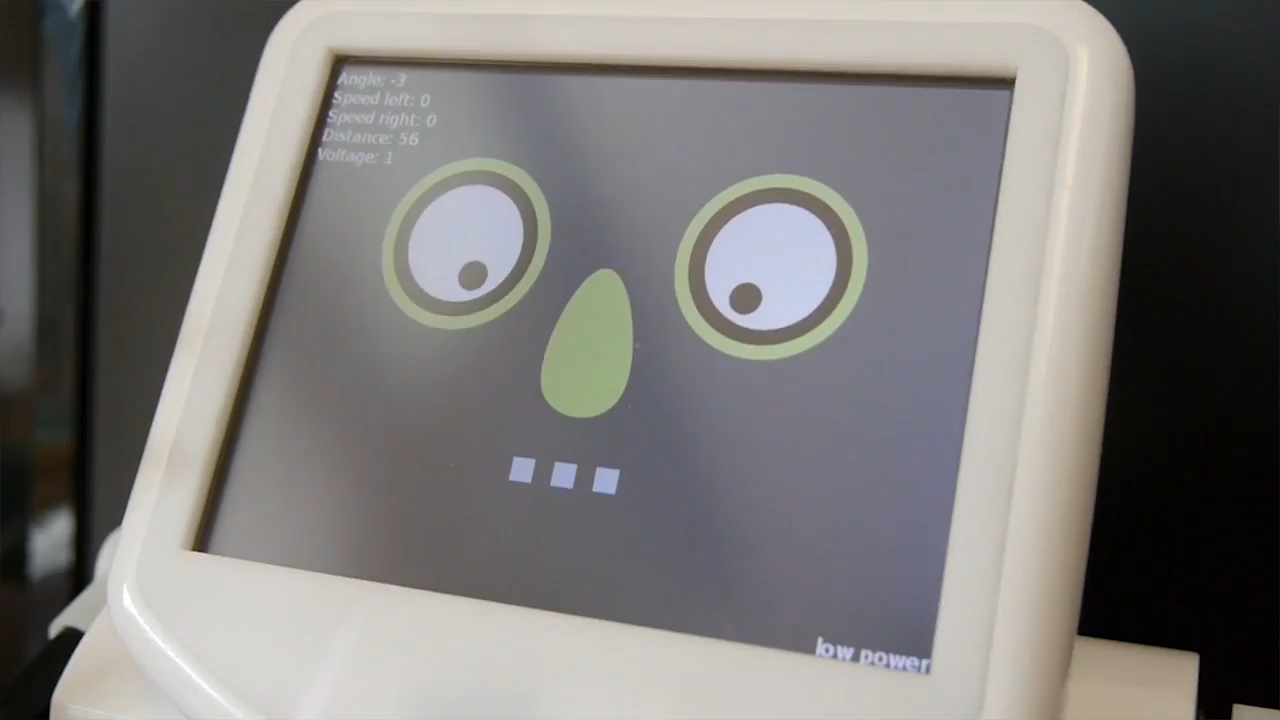 Angle: -3
Speed left: 0
Speed right: 0
Distance: 56
Voltage: 1
low power